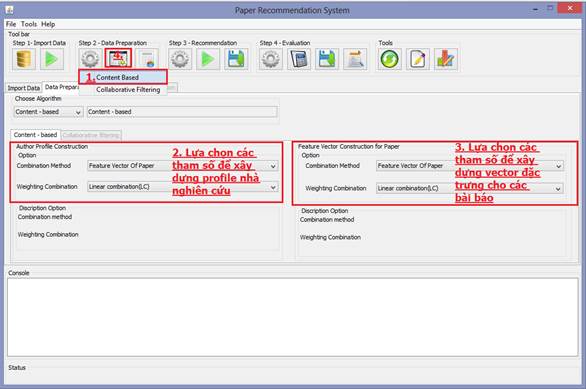 Paper Recommendation System
File Tools Help
Tool bar
Step 1- Import Data
Step 2 - Data Preparation
Step 3 - Recommendation
Step 4 - Evaluation
Tools
1. Content Based
Collaborative Filtering
Import Data
Choose Algorithm
Content - based
Content - based
Content - based
Collaborative filtering
Author Profile Construction
Option
Combination Method
Feature Vector Of Paper
Weighting Combination
Linear combination(LC)
2. Lựa chọn các
tham số để xây
dựng profile nhà
nghiên cứu
Discription Option
Combination method
Weighting Combination
Feature Vector Construction for Paper
Option
Combination Method
Feature Vector Of Paper
Weighting Combination
Linear combination(LC)
3. Lựa chọn các
tham số để xây
dựng vector đặc
trưng cho các
bài báo
Discription Option
Combination method
Weighting Combination
Console
Status